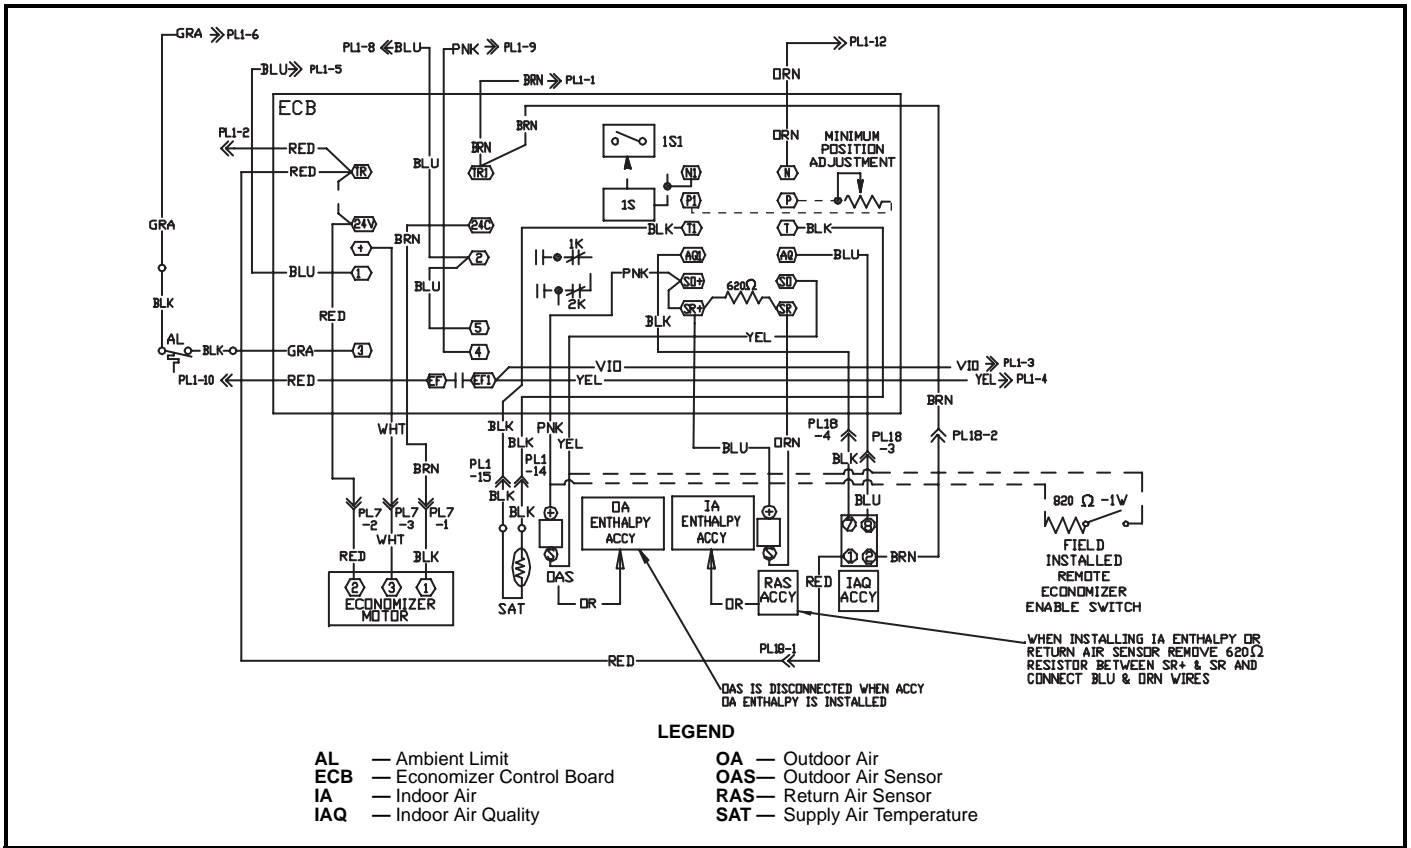 GRA PL1-6
PL1-8 BLU PNK PL1-9
PL1-12
BLU PL1-5
BRN PL1-1
ORN
ECB
BRN
PL1-2
RED
BRN
1S1
ORN
MINIMUM
POSITION
ADJUSTMENT
BLU
RED TR TR1
N1 N
1S
P1 P
GRA
24V 24C
BLK T1 T BLK
BRN
+
1K
2
AQ1 AQ BLU
BLU 1
PNK
SO+ SO
BLU
620Ω
2K
BLK
RED
SR+ SR
BLK
5
YEL
AL
BLK GRA 3
4
VIO VIO PL1-3
PL1-10 RED EF EF1 YEL YEL PL1-4
BRN
WHT
BLK
PNK
PL18
-4
PL18
-3
PL18-2
BLK
YEL
BLU
ORN
BRN
PL1
-15
PL1
-14
BLK
BLK
BLK
BLU
820 Ω -1W
PL7
-2
PL7
-3
PL7
-1
+
OA
ENTHALPY
ACCY
IA
ENTHALPY
ACCY
+
7 8
WHT
FIELD
INSTALLED
REMOTE
ECONOMIZER
ENABLE SWITCH
RED BLK
S
S
1 2 BRN
OAS
RAS
ACCY
RED
IAQ
ACCY
2 3 1
ECONOMIZER
MOTOR
SAT
OR OR
WHEN INSTALLING IA ENTHALPY OR
RETURN AIR SENSOR REMOVE 620Ω
RESISTOR BETWEEN SR+ & SR AND
CONNECT BLU & ORN WIRES
PL18-1
RED
OAS IS DISCONNECTED WHEN ACCY
OA ENTHALPY IS INSTALLED
LEGEND
AL — Ambient Limit
ECB — Economizer Control Board
IA — Indoor Air
IAQ — Indoor Air Quality
OA — Outdoor Air
OAS— Outdoor Air Sensor
RAS— Return Air Sensor
SAT — Supply Air Temperature